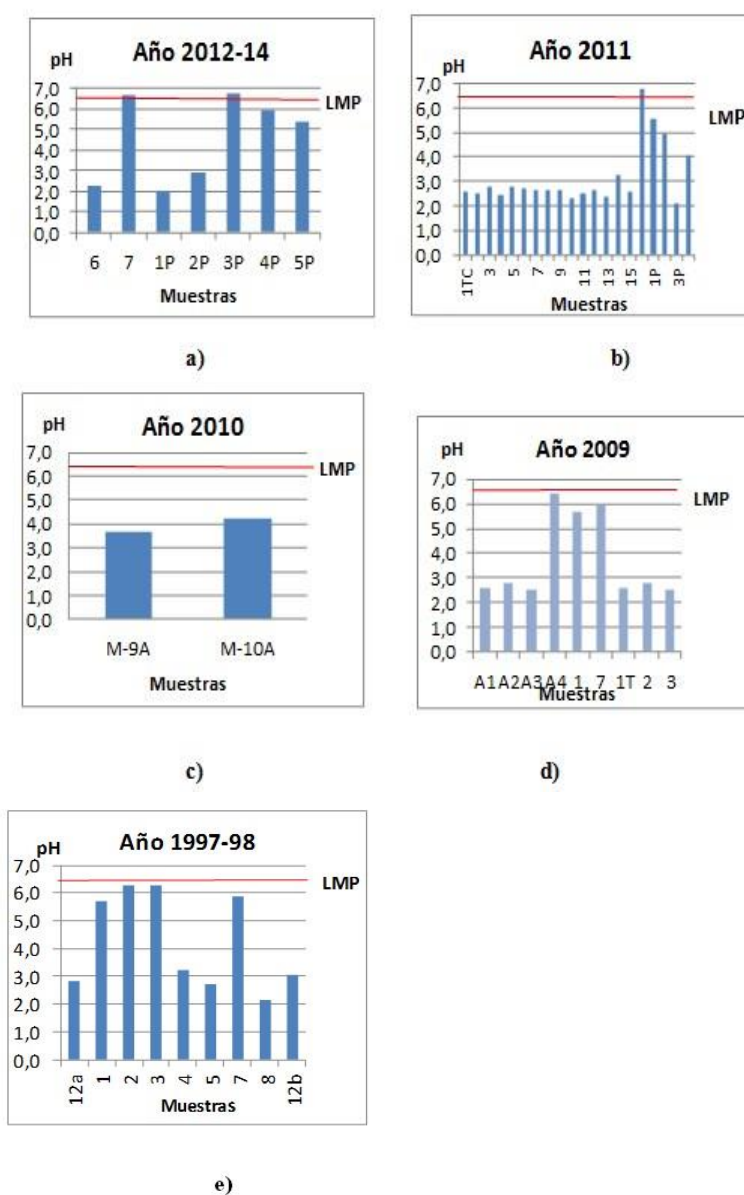 Año 2012-14
pH
7,0
6,0
5,0
4,0
3,0
2,0
1,0
0,0
LMP
6 7 1P 2P 3P 4P 5P
Muestras
a)
Año 2011
pH
7,0
6,0
5,0
4,0
3,0
2,0
1,0
0,0
LMP
1TC 3 5 7 9 11 13 15 1P 3P
Muestras
b)
Año 2010
pH
7,0
6,0
5,0
4,0
3,0
2,0
1,0
0,0
LMP
M-9A M-10A
Muestras
c)
Año 2009
pH
7,0
6,0
5,0
4,0
3,0
2,0
1,0
0,0
LMP
A1 A2 A3 A4 1 7 1T 2 3
Muestras
d)
Año 1997-98
pH
7,0
6,0
5,0
4,0
3,0
2,0
1,0
0,0
LMP
12a 1 2 3 4 5 7 8 12b
Muestras
e)